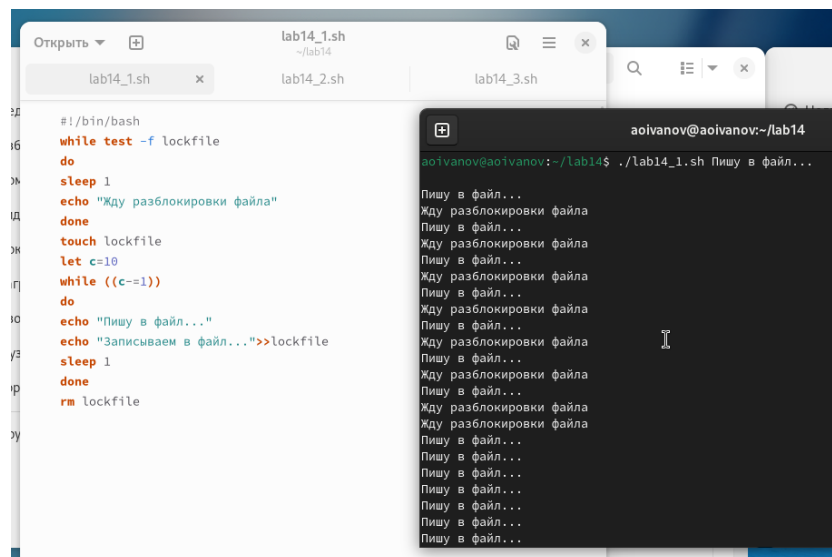 Открыть
lab14_1.sh
~/lab14
lab14_1.sh
lab14_2.sh
lab14_3.sh
#!/bin/bash
while test -f lockfile
do
sleep 1
echo "Жду разблокировки файла"
done
touch lockfile
let c=10
while ((c-=1))
do
echo "Пишу в файл..."
echo "Записываем в файл...">>lockfile
sleep 1
done
rm lockfile
aoivanov@aoivanov:~/lab14
aoivanov@aoivanov:~/lab14$ ./lab14_1.sh Пишу в файл...
Пишу в файл...
Жду разблокировки файла
Пишу в файл...
Жду разблокировки файла
Пишу в файл...
Жду разблокировки файла
Пишу в файл...
Жду разблокировки файла
Пишу в файл...
Жду разблокировки файла
Пишу в файл...
Жду разблокировки файла
Пишу в файл...
Жду разблокировки файла
Жду разблокировки файла
Пишу в файл...
Пишу в файл...
Пишу в файл...
Пишу в файл...
Пишу в файл...
Пишу в файл...
Пишу в файл...